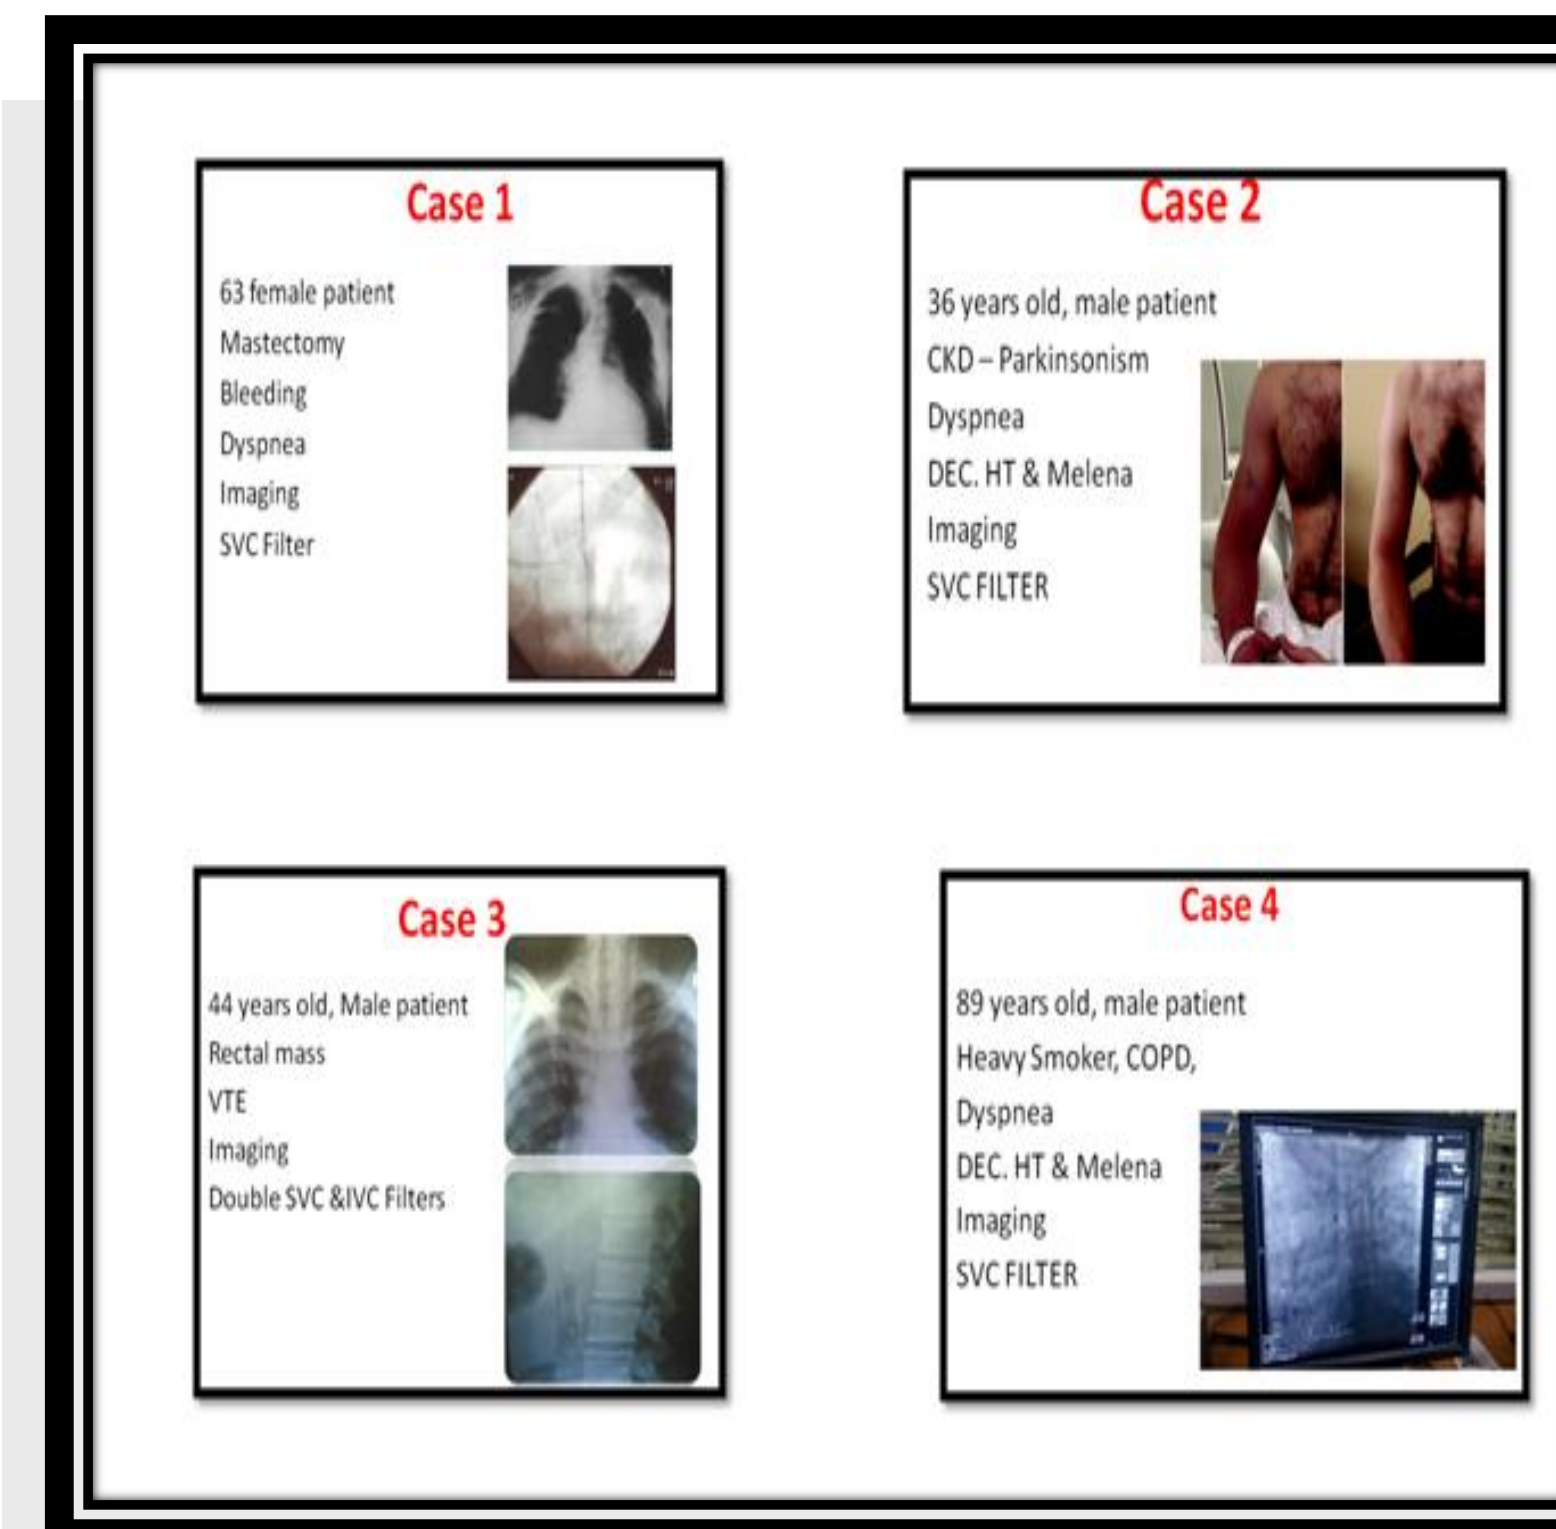 Case 1
63 female patient
Mastectomy
Bleeding
Dyspnea
Imaging
SVC Filter
Case 2
36 years old, male patient
CKD – Parkinsonism
Dyspnea
DEC. HT & Melena
Imaging
SVC FILTER
Case 3
44 years old, Male patient
Rectal mass
VTE
Imaging
Double SVC &IVC Filters
Case 4
89 years old, male patient
Heavy Smoker, COPD,
Dyspnea
DEC. HT & Melena
Imaging
SVC FILTER